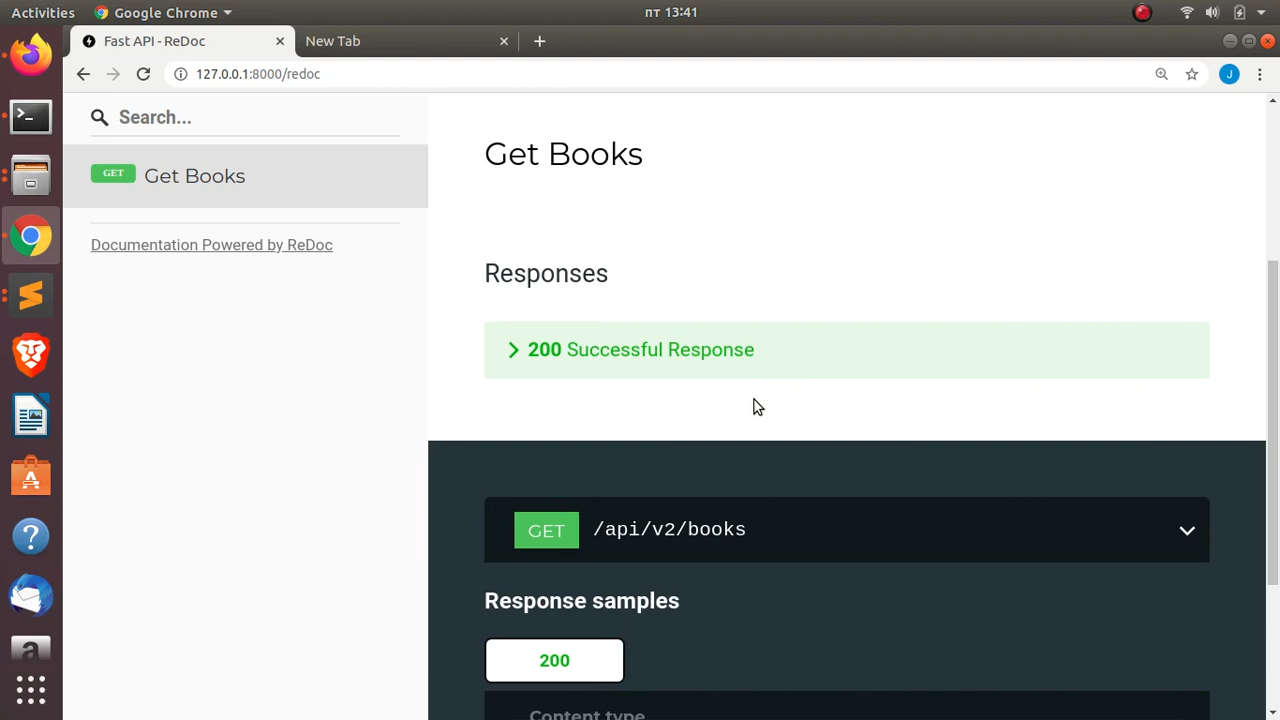 Activities
Google Chrome
пт 13:41
Fast API - ReDoc
New Tab
127.0.0.1:8000/redoc
J
Search...
GET Get Books
Documentation Powered by ReDoc
Get Books
Responses
200 Successful Response
GET /api/v2/books
Response samples
200
Content type